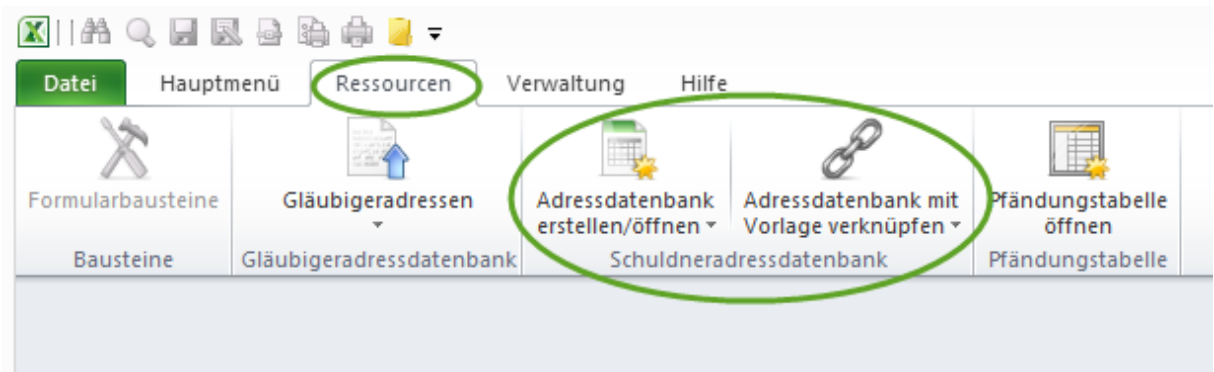 Datei Hauptmenü Ressourcen Verwaltung Hilfe
Formularbausteine Gläubigeradressen Adressdatenbank Adressdatenbank mit Pfändungstabelle
erstellen/öffnen Vorlage verknüpfen öffnen
Bausteine Gläubigeradressdatenbank Schuldneradressdatenbank Pfändungstabelle